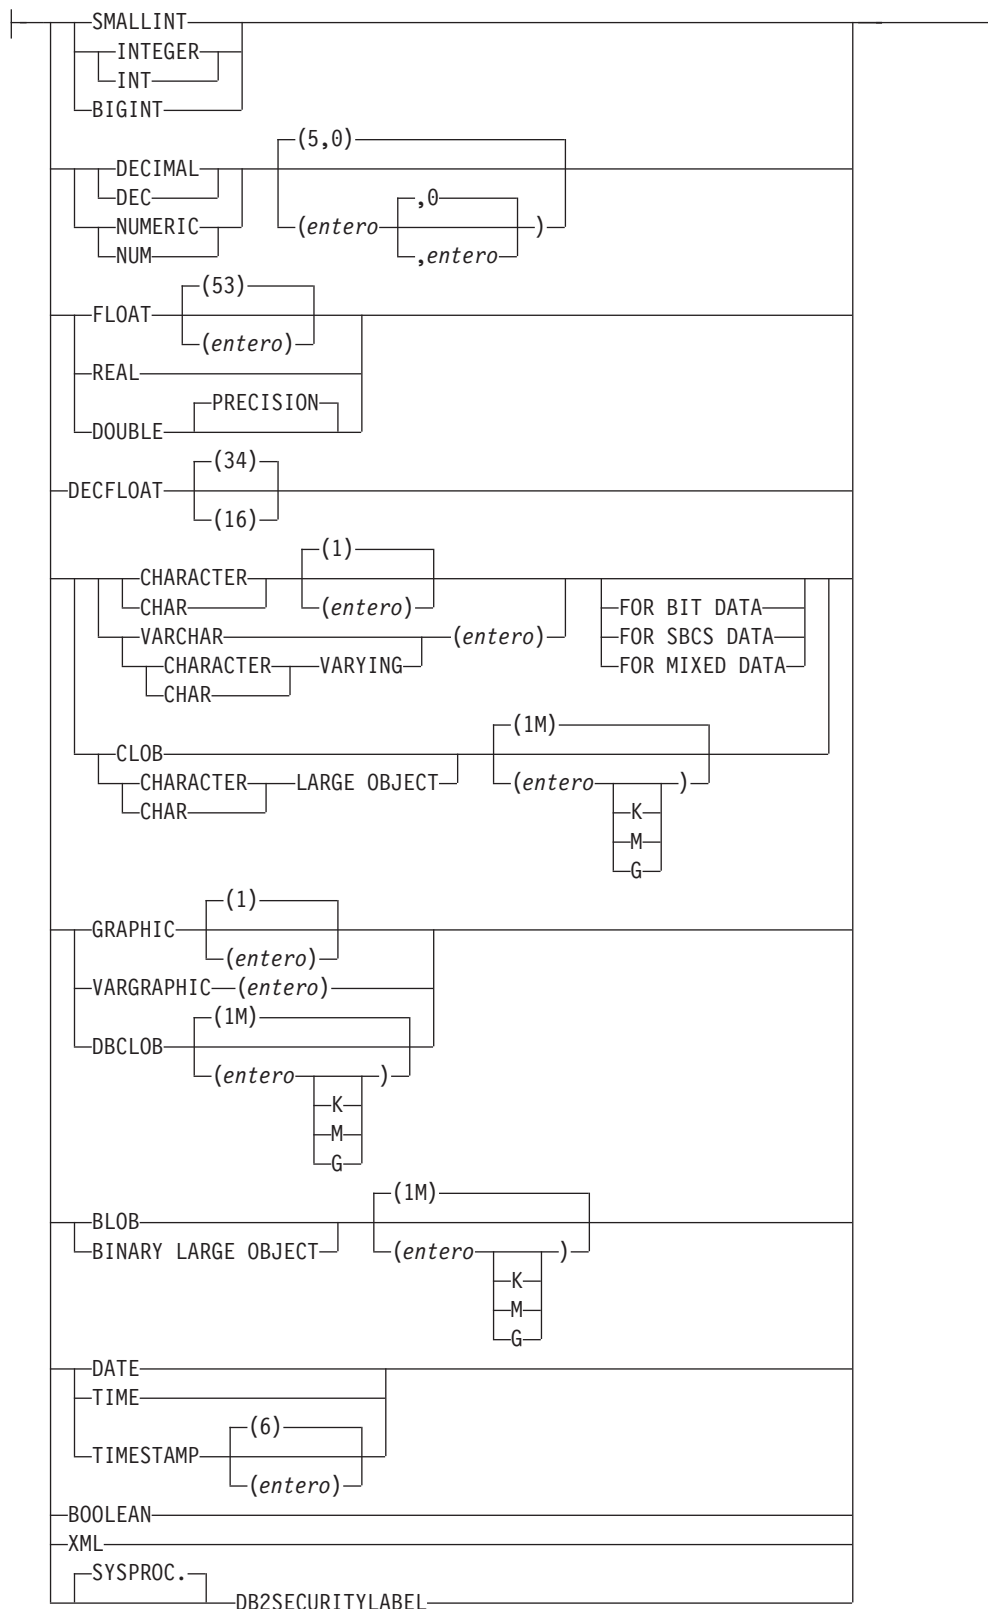 SMALLINT
INTEGER
INT
BIGINT
(5,0)
DECIMAL
DEC
,0
NUMERIC
(entero )
NUM
,entero
(53)
FLOAT
(entero)
REAL
PRECISION
DOUBLE
(34)
DECFLOAT
(16)
(1)
CHARACTER
CHAR (entero) FOR BIT DATA
VARCHAR (entero) FOR SBCS DATA
CHARACTER VARYING FOR MIXED DATA
CHAR
(1M)
CLOB
CHARACTER LARGE OBJECT (entero )
CHAR K
M
G
(1)
GRAPHIC
(entero)
VARGRAPHIC (entero)
(1M)
DBCLOB
(entero )
K
M
G
(1M)
BLOB
BINARY LARGE OBJECT (entero )
K
M
G
DATE
TIME
(6)
TIMESTAMP
(entero)
BOOLEAN
XML
SYSPROC.
DB2SECURITYLABEL